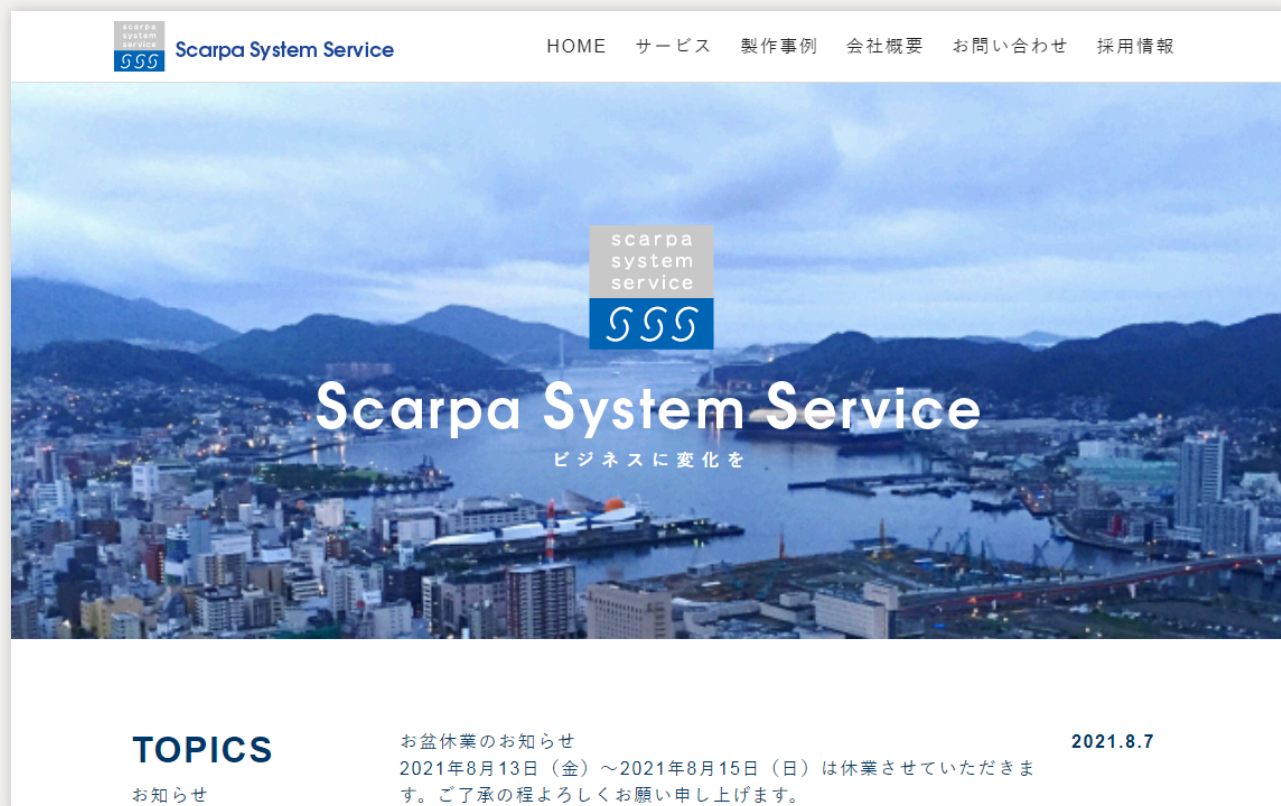 scarpa
system
service
SSS
Scarpa System Service
HOME サービス 製作事例 会社概要 お問い合わせ 採用情報
scarpa
system
service
SSS
Scarpa System Service
ビジネスに変化を
TOPICS
お知らせ
お盆休業のお知らせ
2021.8.7
2021年8月13日（金）～2021年8月15日（日）は休業させていただきま
す。ご了承の程よろしくお願い申し上げます。